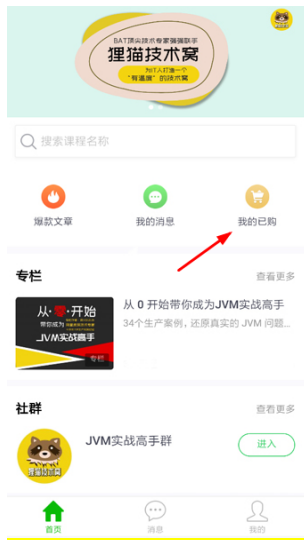 BAT顶尖技术专家强强联手
狸猫技术窝
为IT人打造一个
“有温度”的技术窝
搜索课程名称
爆款文章
我的消息
我的已购
专栏
查看更多
从·开始
带你成为
JVM实战高手
专栏
从 0 开始带你成为JVM实战高手
34个生产案例，还原真实的 JVM 问题...
社群
查看更多
狸猫技术窝
JVM实战高手群
进入
首页
消息
我的